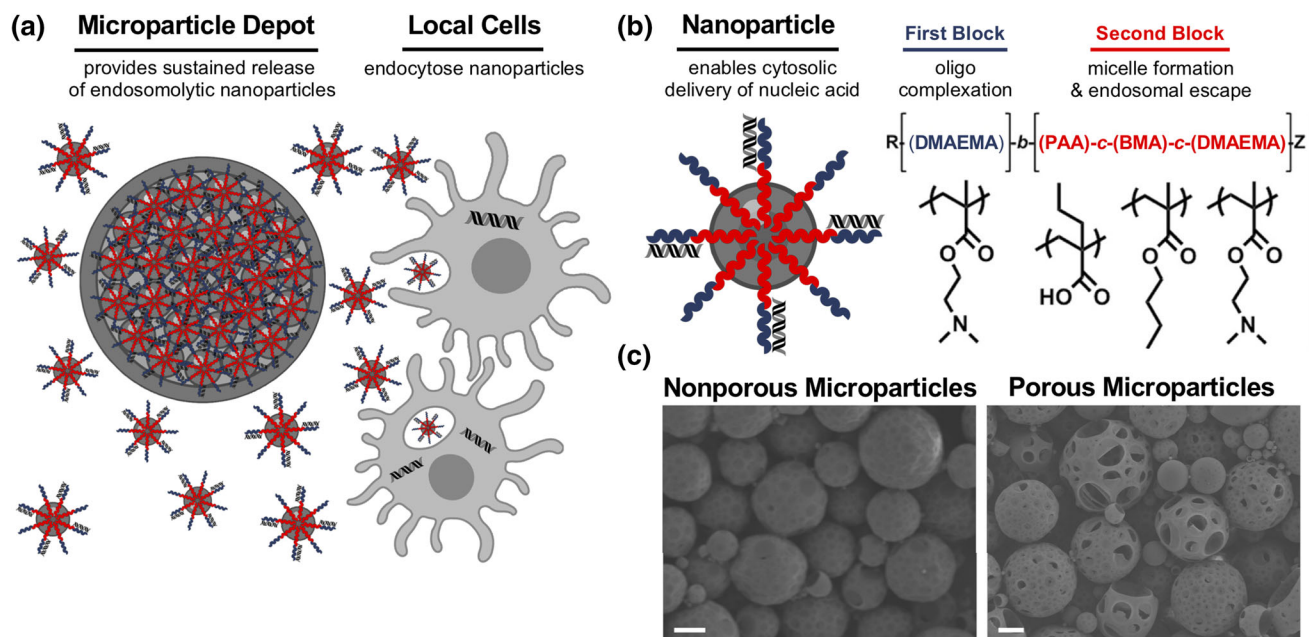 (a)
Microparticle Depot
provides sustained release
of endosomolytic nanoparticles
Local Cells
endocytose nanoparticles
(b)
Nanoparticle
enables cytosolic
delivery of nucleic acid
First Block
oligo
complexation
Second Block
micelle formation
& endosomal escape
R-[(DMAEMA)]-b-[(PAA)-c-(BMA)-c-(DMAEMA)]-Z
O
O
N
HO
O
O
O
O
O
N
(c)
Nonporous Microparticles
Porous Microparticles